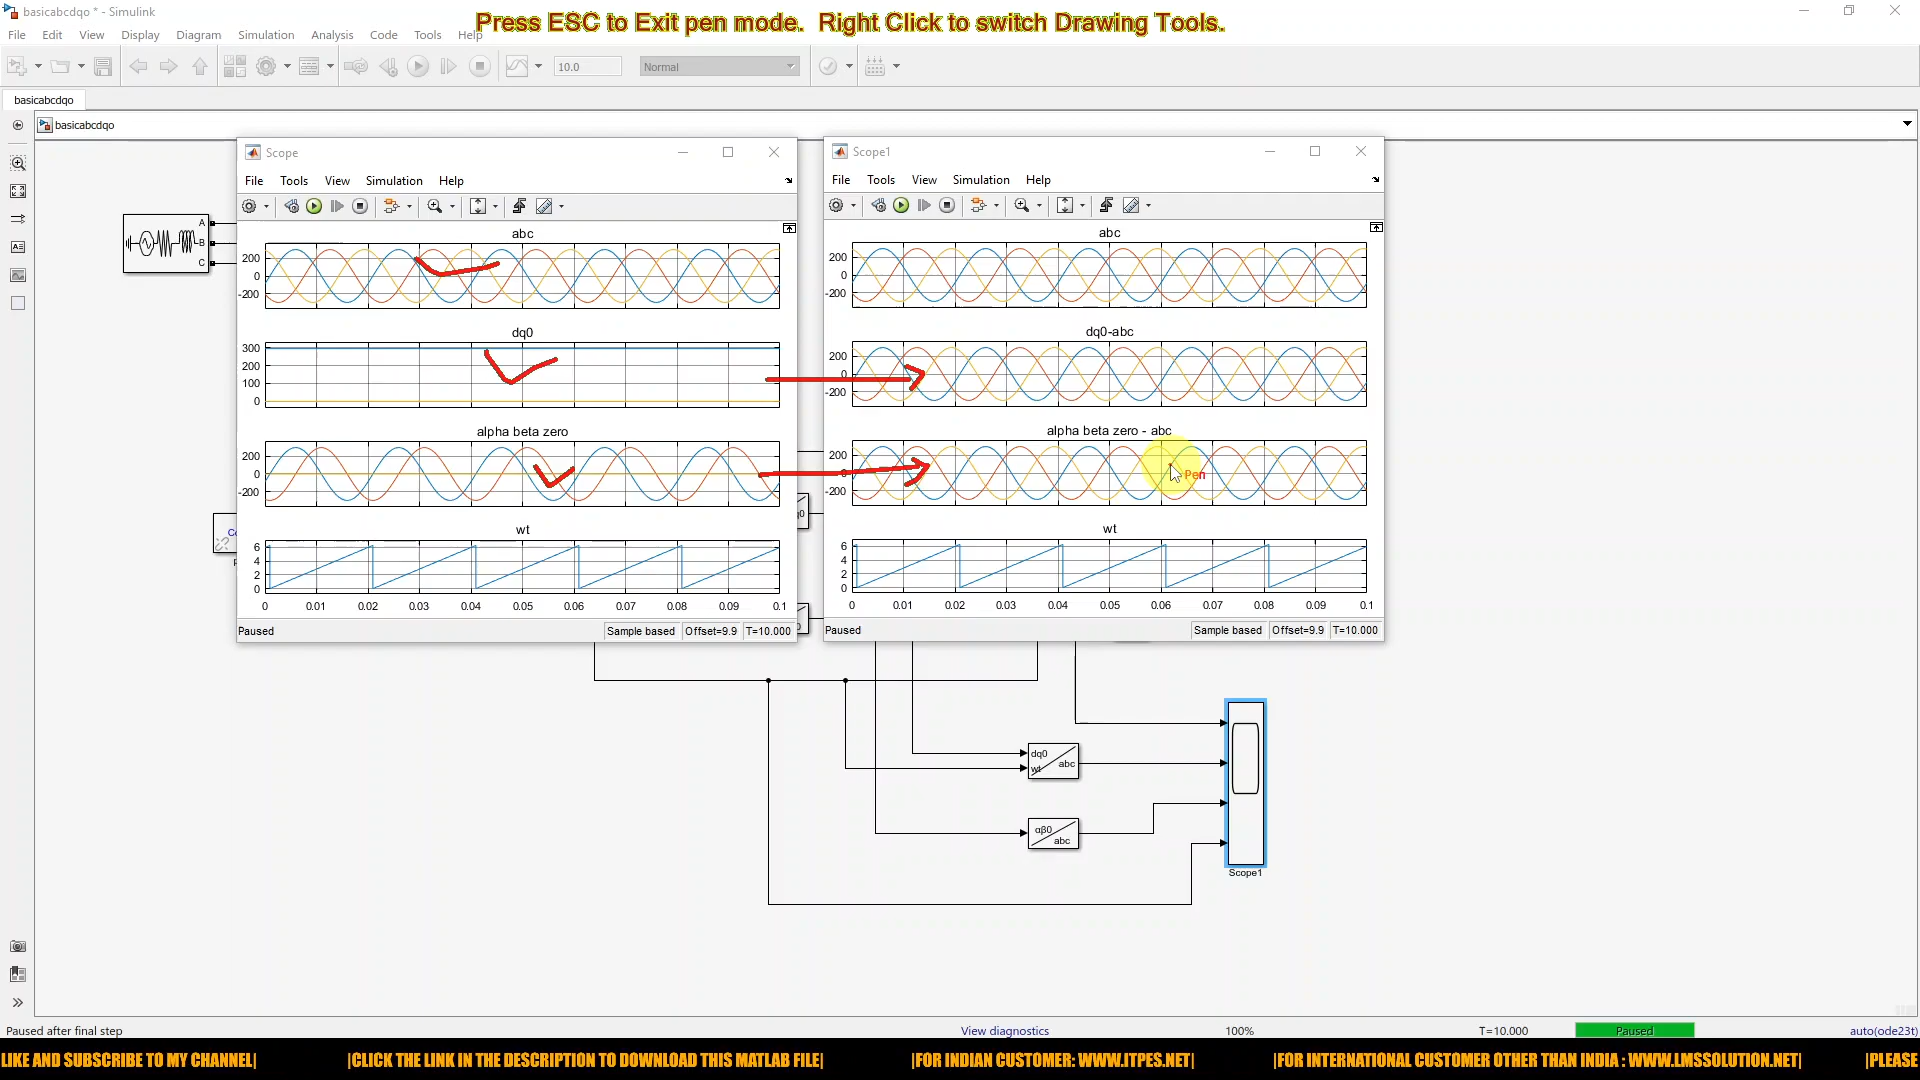 basicabcdqo * - Simulink
Press ESC to Exit pen mode. Right Click to switch Drawing Tools.
File Edit View Display Diagram Simulation Analysis Code Tools Help
10.0 Normal
basicabcdqo
basicabcdqo
Scope
File Tools View Simulation Help
abc
200
0
-200
dq0
300
200
100
0
alpha beta zero
200
0
-200
wt
6
4
2
0
0 0.01 0.02 0.03 0.04 0.05 0.06 0.07 0.08 0.09 0.1
Paused Sample based Offset=9.9 T=10.000
Scope1
File Tools View Simulation Help
abc
200
0
-200
dq0-abc
200
0
-200
alpha beta zero - abc
200
0
-200
Pen
wt
6
4
2
0
0 0.01 0.02 0.03 0.04 0.05 0.06 0.07 0.08 0.09 0.1
Paused Sample based Offset=9.9 T=10.000
A
B
C
dq0
wt
abc
αβ0
abc
Scope1
Paused after final step View diagnostics 100% T=10.000 Paused auto(ode23t)
LIKE AND SUBSCRIBE TO MY CHANNEL| |CLICK THE LINK IN THE DESCRIPTION TO DOWNLOAD THIS MATLAB FILE| |FOR INDIAN CUSTOMER: WWW.ITPES.NET| |FOR INTERNATIONAL CUSTOMER OTHER THAN INDIA : WWW.LMSSOLUTION.NET| |PLEASE